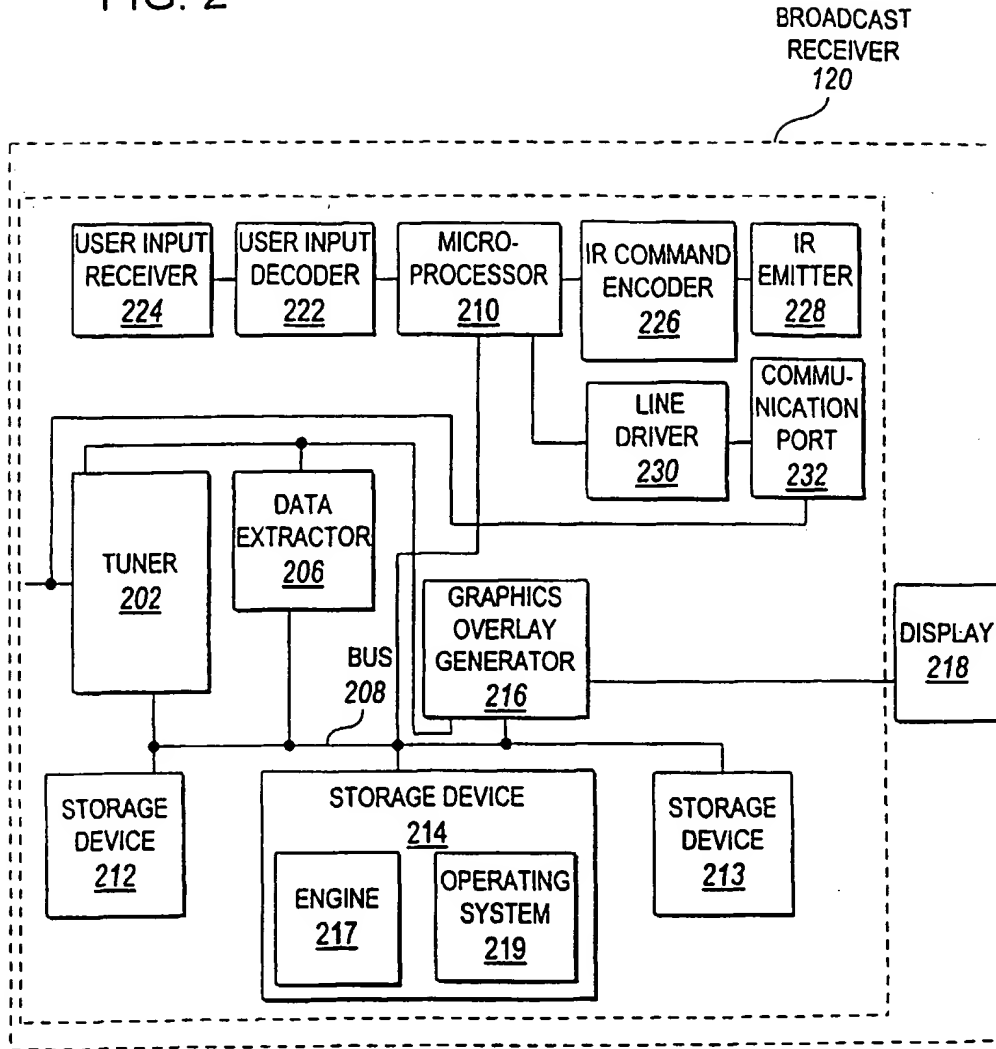 FIG. 2
BROADCAST
RECEIVER
120
USER INPUT
RECEIVER
224
USER INPUT
DECODER
222
MICRO-
PROCESSOR
210
IR COMMAND
ENCODER
226
IR
EMITTER
228
LINE
DRIVER
230
COMMU-
NICATION
PORT
232
TUNER
202
DATA
EXTRACTOR
206
GRAPHICS
OVERLAY
GENERATOR
216
BUS
208
DISPLAY
218
STORAGE
DEVICE
212
STORAGE DEVICE
214
ENGINE
217
OPERATING
SYSTEM
219
STORAGE
DEVICE
213